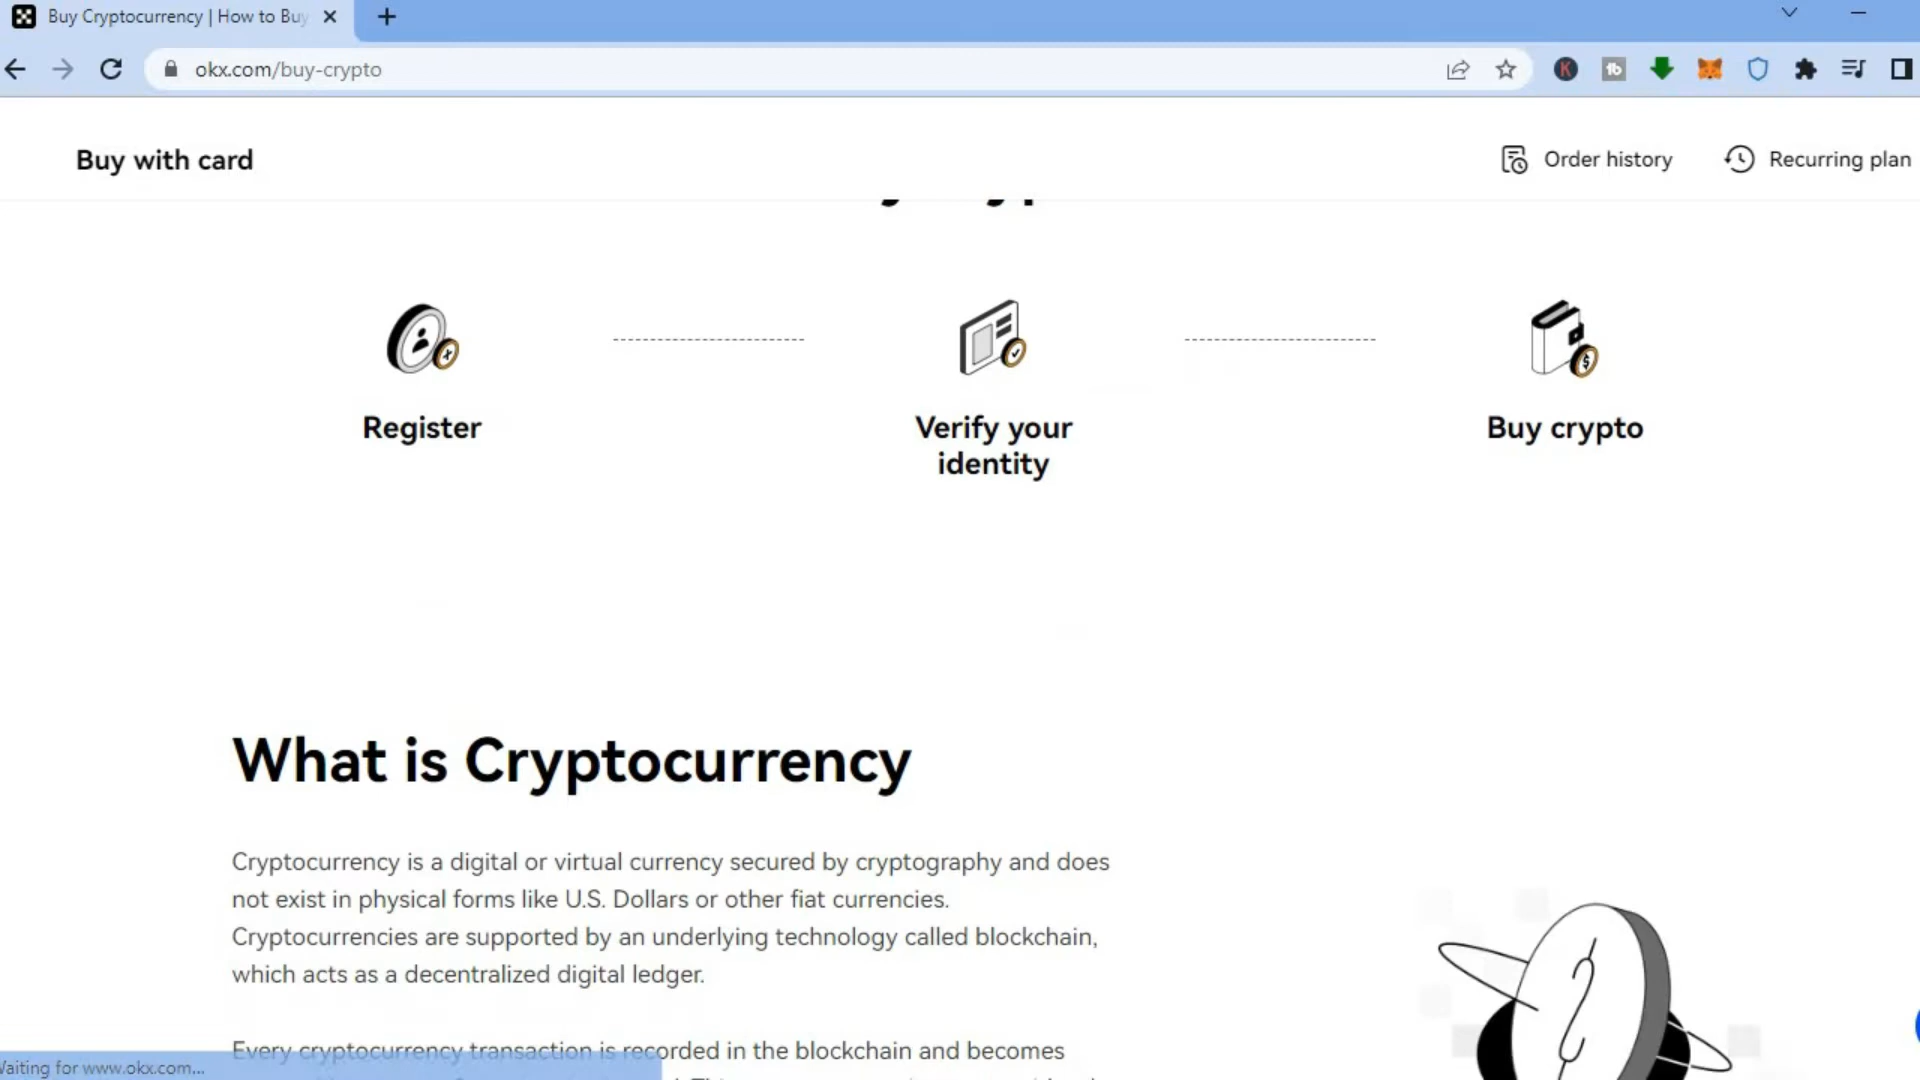 Buy Cryptocurrency | How to Buy
okx.com/buy-crypto
Buy with card
Order history
Recurring plan
Register
Verify your
identity
Buy crypto
What is Cryptocurrency
Cryptocurrency is a digital or virtual currency secured by cryptography and does
not exist in physical forms like U.S. Dollars or other fiat currencies.
Cryptocurrencies are supported by an underlying technology called blockchain,
which acts as a decentralized digital ledger.
Every cryptocurrency transaction is recorded in the blockchain and becomes
Waiting for www.okx.com...